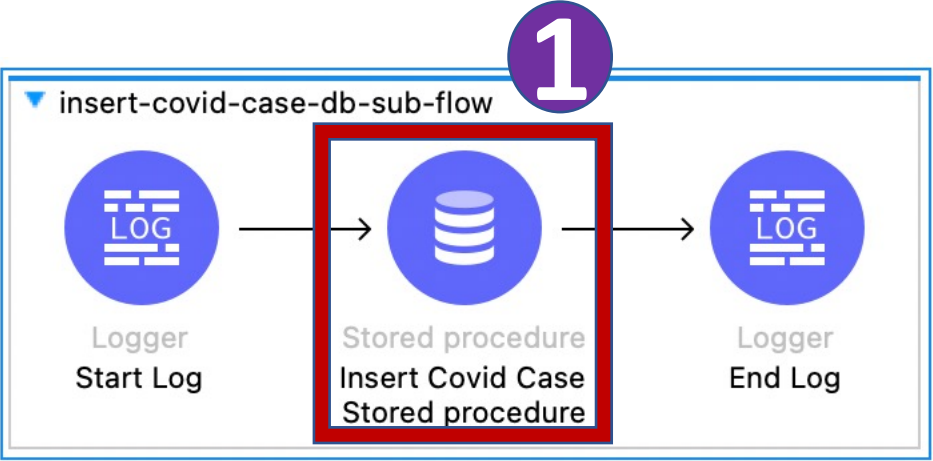 1
insert-covid-case-db-sub-flow
LOG
LOG
Logger
Stored procedure
Logger
Start Log
Insert Covid Case
Stored procedure
End Log